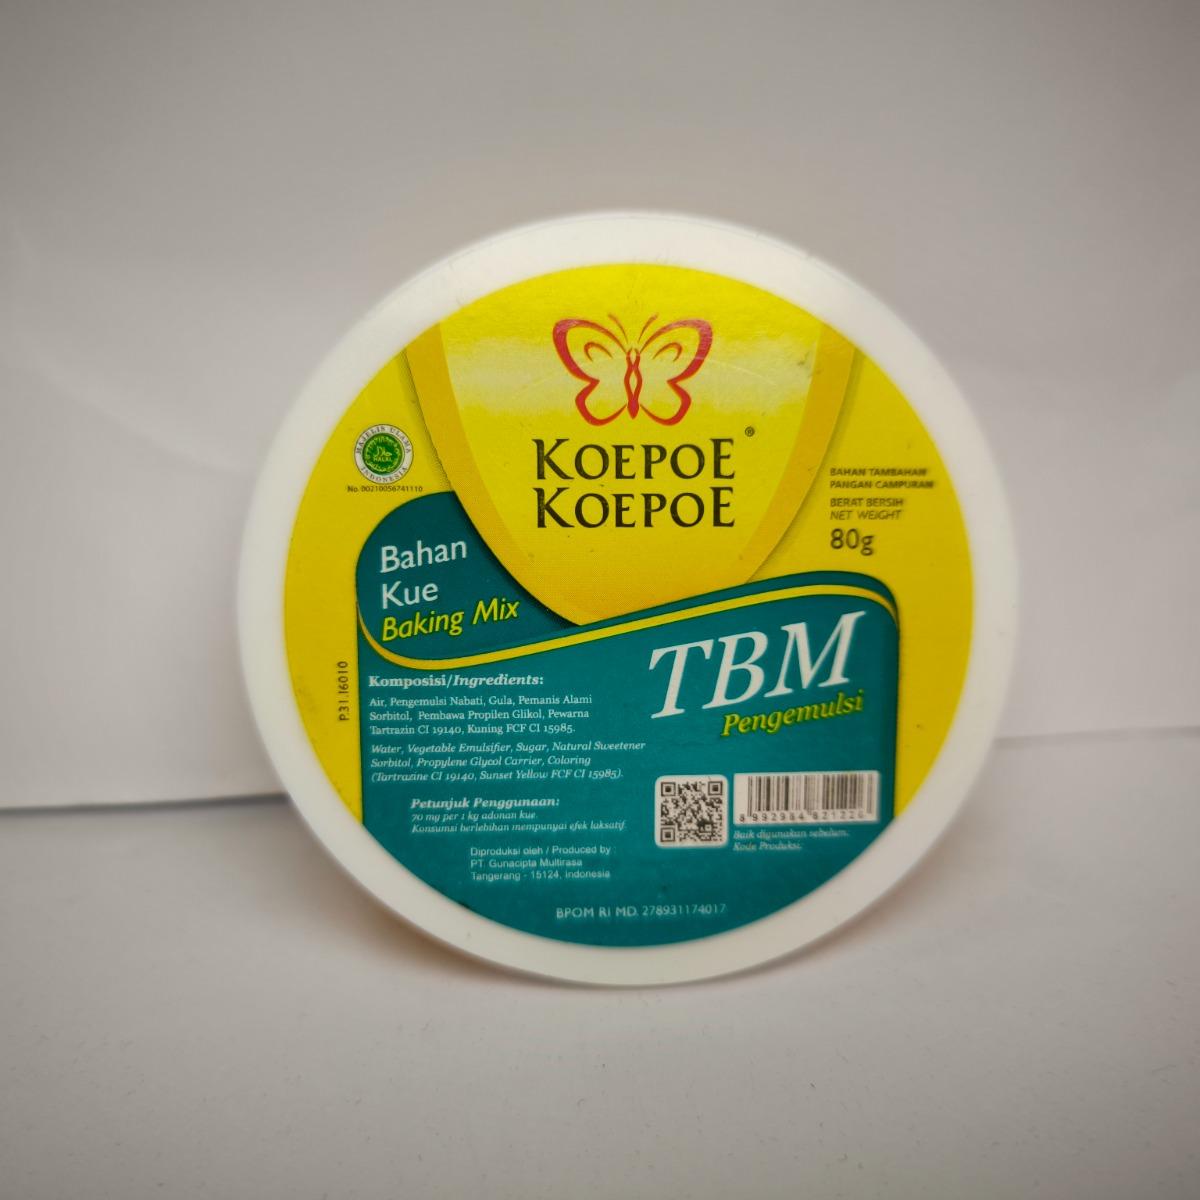 KOEPOE ®
KOEPOE
MAJELIS ULAMA
حلال
HALAL
INDONESIA
No. 00210056741110
BAHAN TAMBAHAN
PANGAN CAMPURAN
BERAT BERSIH
NET WEIGHT
80g
Bahan
Kue
Baking Mix
TBM
Pengemulsi
P.31.16010
Komposisi/Ingredients:
Air, Pengemulsi Nabati, Gula, Pemanis Alami
Sorbitol, Pembawa Propilen Glikol, Pewarna
Tartrazin CI 19140, Kuning FCF CI 15985.
Water, Vegetable Emulsifier, Sugar, Natural Sweetener
Sorbitol, Propylene Glycol Carrier, Coloring
(Tartrazine CI 19140, Sunset Yellow FCF CI 15985).
Petunjuk Penggunaan:
70 mg per 1 kg adonan kue.
Konsumsi berlebihan mempunyai efek laksatif.
8 992984 821226
Baik digunakan sebelum:
Kode Produksi:
Diproduksi oleh / Produced by :
PT. Gunacipta Multirasa
Tangerang - 15124, Indonesia
BPOM RI MD. 278931174017